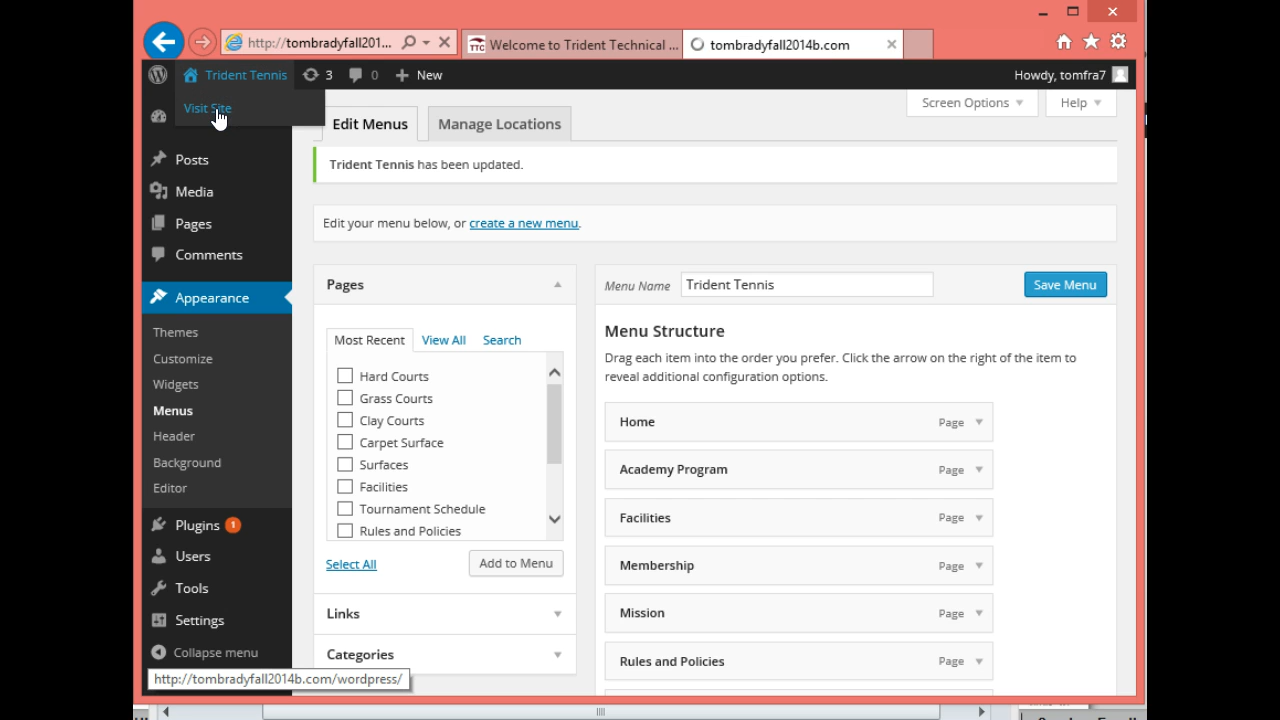 http://tombradyfall201...
Welcome to Trident Technical ...
tombradyfall2014b.com
Trident Tennis
3
0
New
Howdy, tomfra7
Visit Site
Screen Options
Help
Edit Menus
Manage Locations
Posts
Media
Pages
Comments
Appearance
Themes
Customize
Widgets
Menus
Header
Background
Editor
Plugins 1
Users
Tools
Settings
Collapse menu
Trident Tennis has been updated.
Edit your menu below, or create a new menu.
Pages
Most Recent
View All
Search
Hard Courts
Grass Courts
Clay Courts
Carpet Surface
Surfaces
Facilities
Tournament Schedule
Rules and Policies
Select All
Add to Menu
Links
Categories
Menu Name Trident Tennis
Save Menu
Menu Structure
Drag each item into the order you prefer. Click the arrow on the right of the item to
reveal additional configuration options.
Home Page
Academy Program Page
Facilities Page
Membership Page
Mission Page
Rules and Policies Page
http://tombradyfall2014b.com/wordpress/